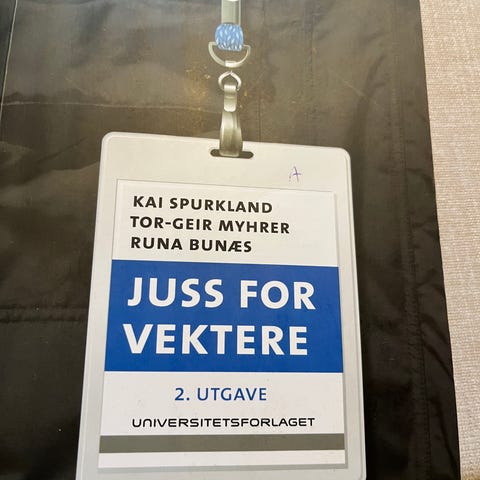 A
KAI SPURKLAND
TOR-GEIR MYHRER
RUNA BUNÆS
JUSS FOR
VEKTERE
2. UTGAVE
UNIVERSITETSFORLAGET